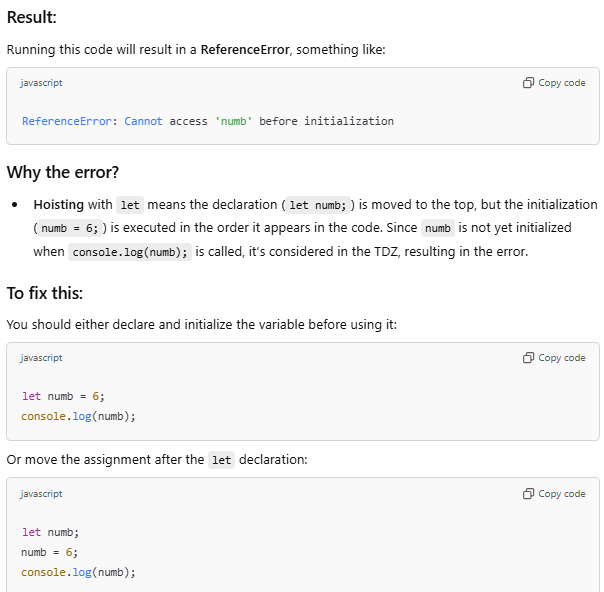 Result:
Running this code will result in a ReferenceError, something like:
javascript
Copy code
ReferenceError: Cannot access 'numb' before initialization
Why the error?
• Hoisting with let means the declaration (let numb;) is moved to the top, but the initialization
(numb = 6;) is executed in the order it appears in the code. Since numb is not yet initialized
when console.log(numb); is called, it’s considered in the TDZ, resulting in the error.
To fix this:
You should either declare and initialize the variable before using it:
javascript
Copy code
let numb = 6;
console.log(numb);
Or move the assignment after the let declaration:
javascript
Copy code
let numb;
numb = 6;
console.log(numb);